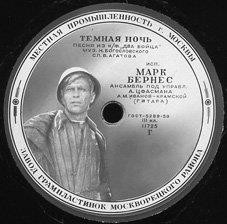 МЕСТНАЯ ПРОМЫШЛЕННОСТЬ Г. МОСКВЫ
ТЕМНАЯ НОЧЬ
ПЕСНЯ ИЗ К/Ф „ДВА БОЙЦА"
МУЗ. Н. БОГОСЛОВСКОГО
СЛ. В. АГАТОВА
ИСП.
МАРК
БЕРНЕС
АНСАМБЛЬ ПОД УПРАВЛ.
А. ЦФАСМАНА
А. М. ИВАНОВ-КРАМСКОЙ
(ГИТАРА)
ГОСТ-5289-50
11725
ЗАВОД ГРАМПЛАСТИНОК МОСКВОРЕЦКОГО РАЙОНА